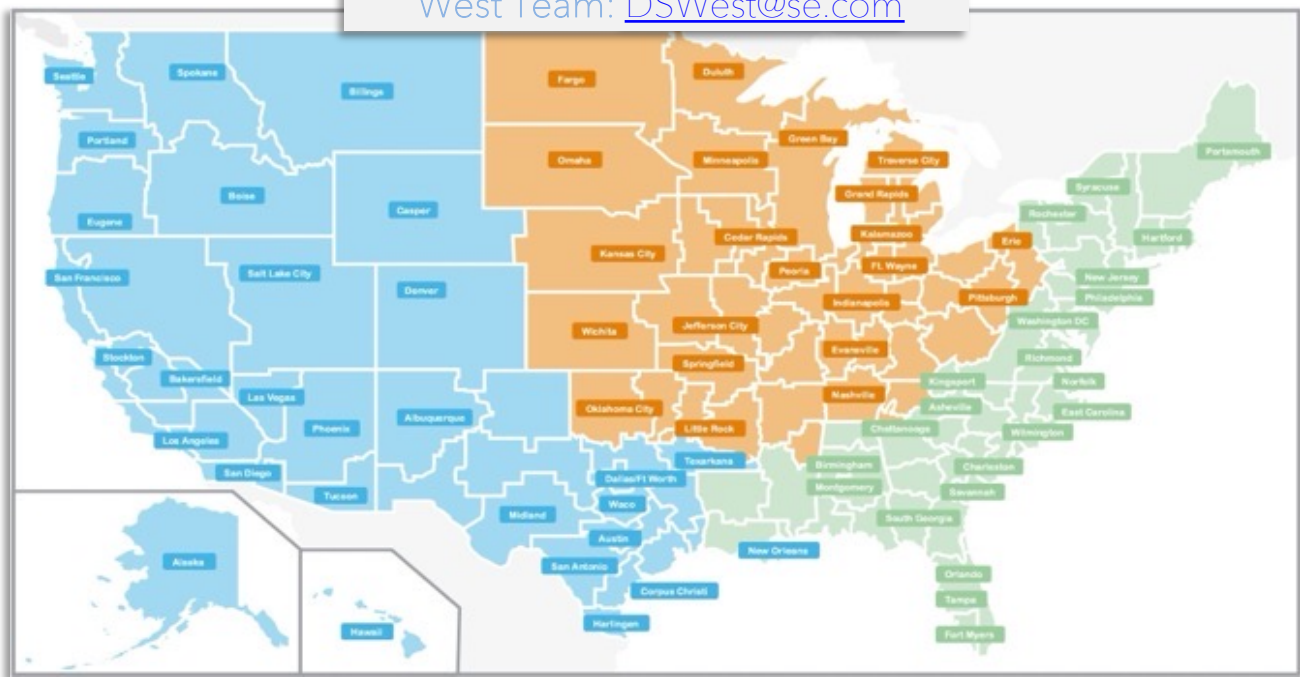 West Team: DSWest@se.com
Seattle
Spokane
Billings
Fargo
Duluth
Portland
Green Bay
Portsmouth
Omaha
Minneapolis
Traverse City
Boise
Grand Rapids
Syracuse
Casper
Rochester
Eugene
Cedar Rapids
Kalamazoo
Erie
Hartford
Kansas City
San Francisco
Salt Lake City
Peoria
Ft. Wayne
New Jersey
Denver
Indianapolis
Pittsburgh
Philadelphia
Wichita
Jefferson City
Washington DC
Stockton
Evansville
Richmond
Springfield
Bakersfield
Kingsport
Norfolk
Las Vegas
Nashville
Oklahoma City
Asheville
East Carolina
Albuquerque
Phoenix
Little Rock
Chattanooga
Wilmington
Los Angeles
Texarkana
Birmingham
Charleston
San Diego
Dallas/Ft Worth
Montgomery
Savannah
Tucson
Waco
Midland
South Georgia
Austin
New Orleans
Alaska
San Antonio
Orlando
Corpus Christi
Tampa
Harlingen
Hawaii
Fort Myers